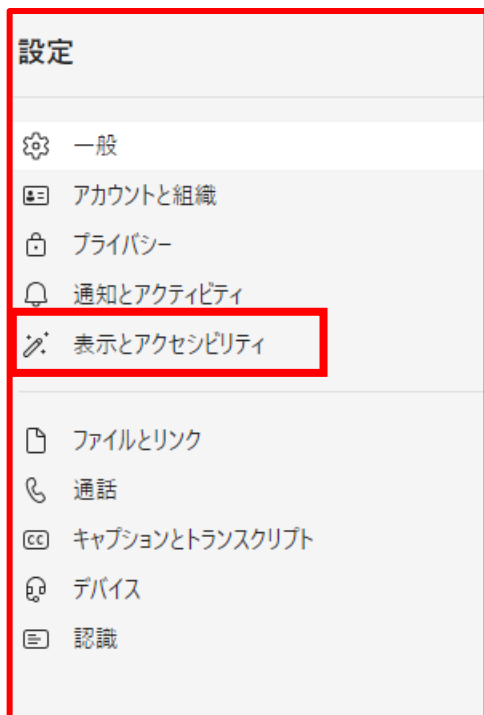 設定
一般
アカウントと組織
プライバシー
通知とアクティビティ
表示とアクセシビリティ
ファイルとリンク
通話
CC キャプションとトランスクリプト
デバイス
認識